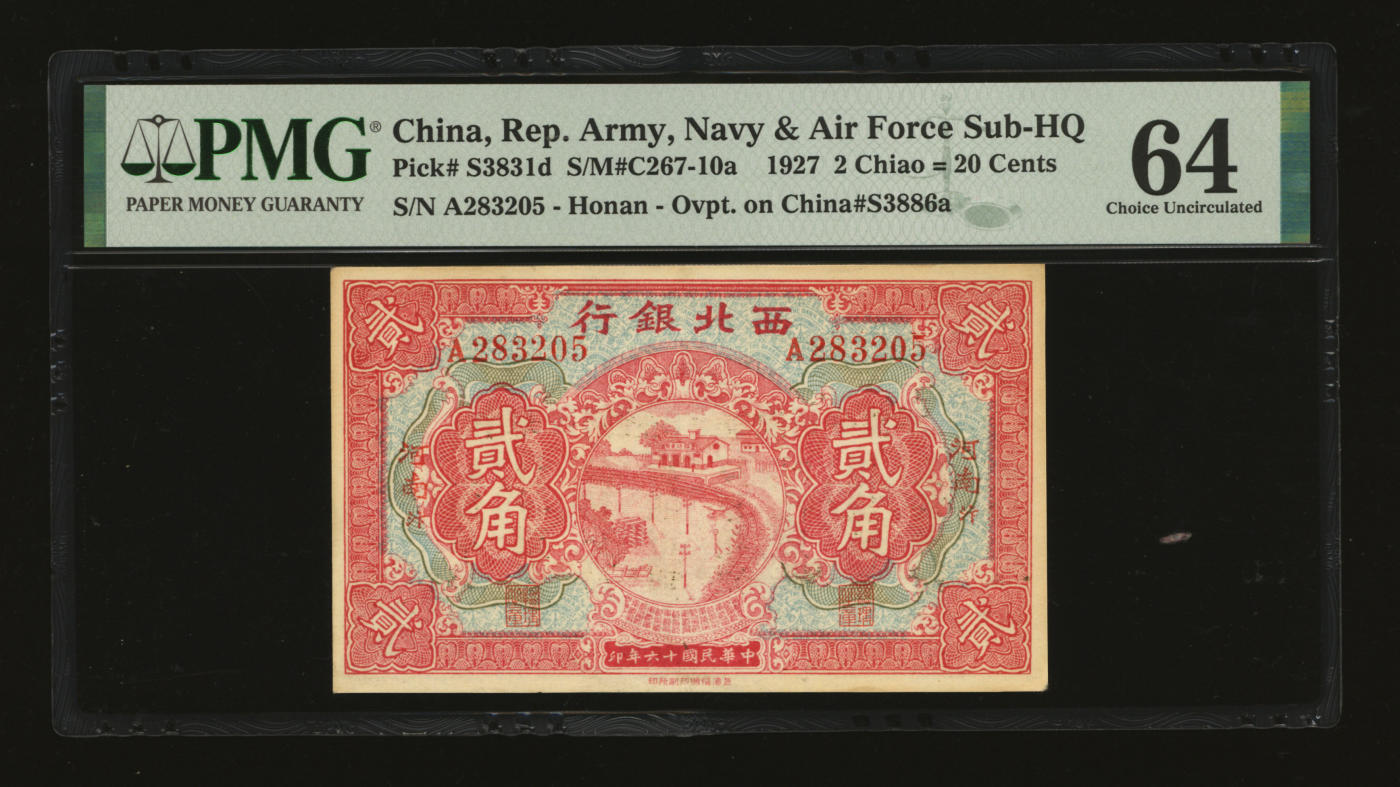 PMG®
PAPER MONEY GUARANTY
China, Rep. Army, Navy & Air Force Sub-HQ
Pick# S3831d S/M#C267-10a 1927 2 Chiao = 20 Cents
S/N A283205 - Honan - Ovpt. on China#S3886a
64
Choice Uncirculated
貳
行銀北西
貳
A283205
A283205
貳角
貳角
河
河
貳
印年六十國民華中
貳